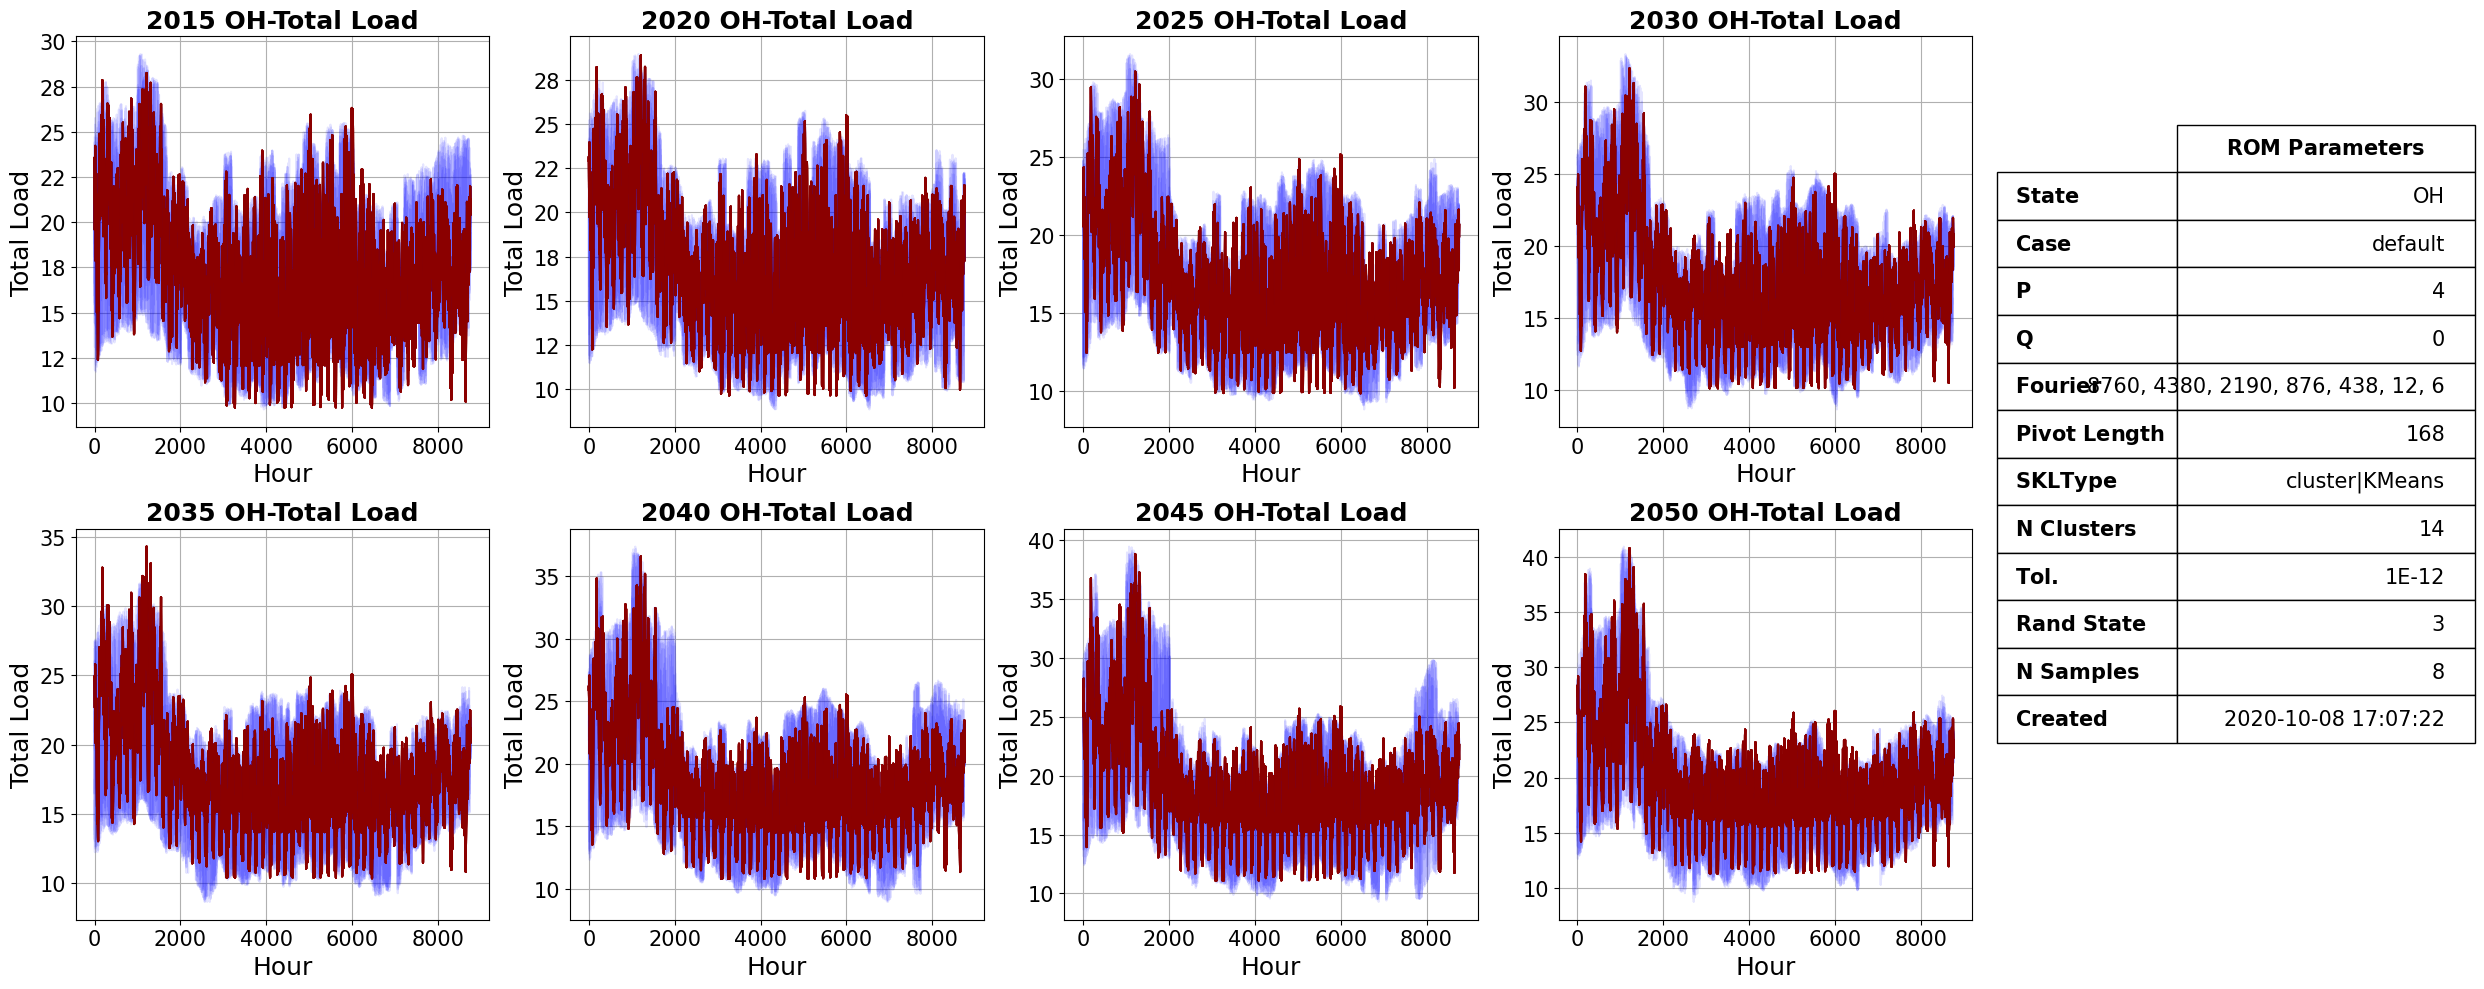 2015 OH-Total Load
30
28
25
22
20
18
15
12
10
Total Load
0 2000 4000 6000 8000
Hour
2020 OH-Total Load
28
25
22
20
18
15
12
10
Total Load
0 2000 4000 6000 8000
Hour
2025 OH-Total Load
30
25
20
15
10
Total Load
0 2000 4000 6000 8000
Hour
2030 OH-Total Load
30
25
20
15
10
Total Load
0 2000 4000 6000 8000
Hour
2035 OH-Total Load
35
30
25
20
15
10
Total Load
0 2000 4000 6000 8000
Hour
2040 OH-Total Load
35
30
25
20
15
10
Total Load
0 2000 4000 6000 8000
Hour
2045 OH-Total Load
40
35
30
25
20
15
10
Total Load
0 2000 4000 6000 8000
Hour
2050 OH-Total Load
40
35
30
25
20
15
10
Total Load
0 2000 4000 6000 8000
Hour
ROM Parameters
State OH
Case default
P 4
Q 0
Fourier 8760, 4380, 2190, 876, 438, 12, 6
Pivot Length 168
SKLType cluster|KMeans
N Clusters 14
Tol. 1E-12
Rand State 3
N Samples 8
Created 2020-10-08 17:07:22